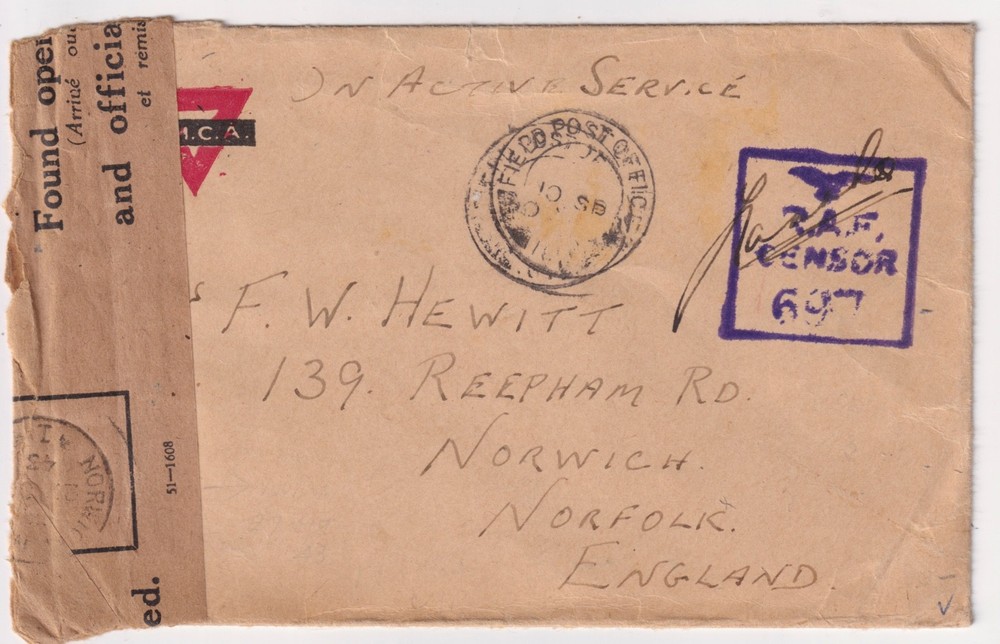 ON ACTIVE SERVICE
M.C.A.
FIELD POST OFFICE
R.A.F.
CENSOR
697
F. W. HEWITT
139. REEPHAM RD.
NORWICH.
NORFOLK.
ENGLAND.
Found open
(Arrivé ou
and officia
et remis
51-1608
ed.
NORWIC